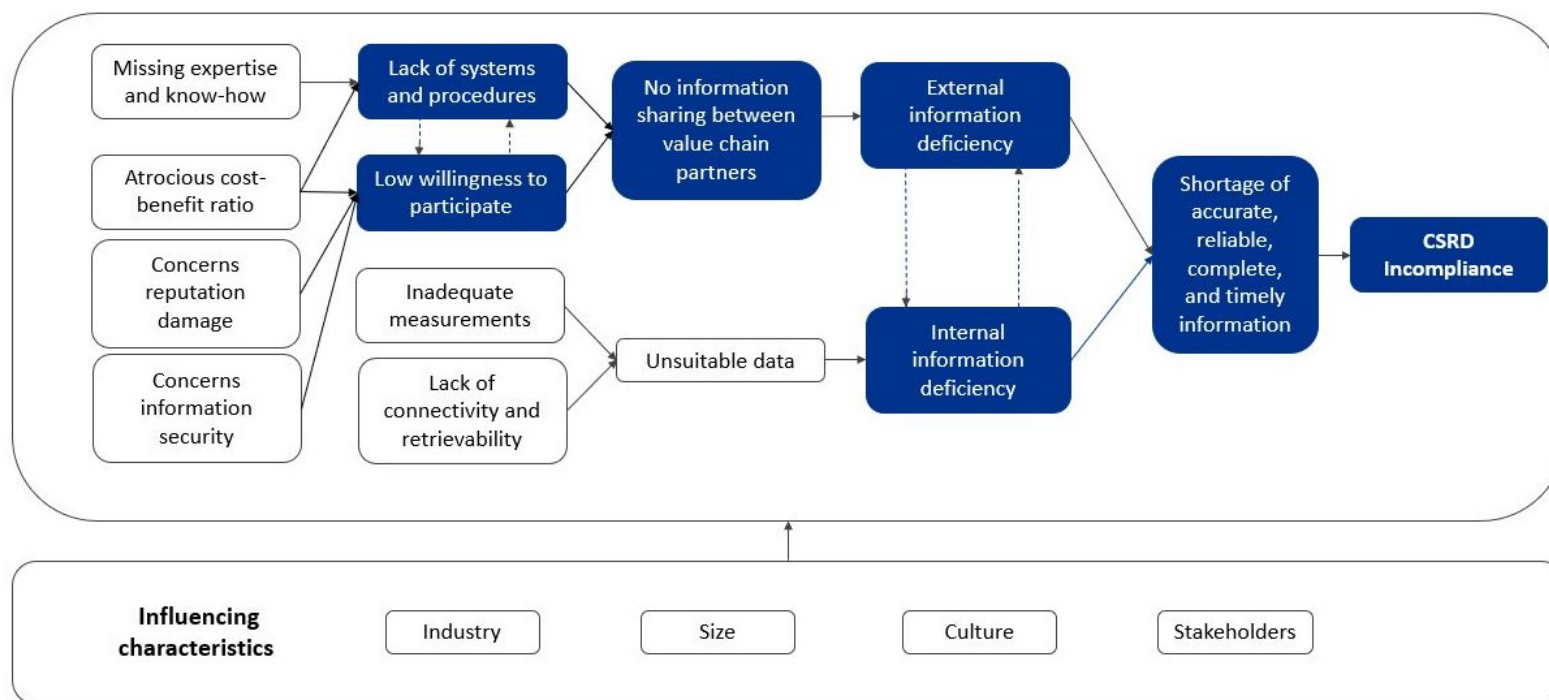 Missing expertise
and know-how
Lack of systems
and procedures
No information
sharing between
value chain
partners
External
information
deficiency
Atrocious cost-
benefit ratio
Low willingness to
participate
Shortage of
accurate,
reliable,
complete,
and timely
information
CSRD
Incompliance
Concerns
reputation
damage
Inadequate
measurements
Unsuitable data
Internal
information
deficiency
Concerns
information
security
Lack of
connectivity and
retrievability
Influencing
characteristics
Industry
Size
Culture
Stakeholders